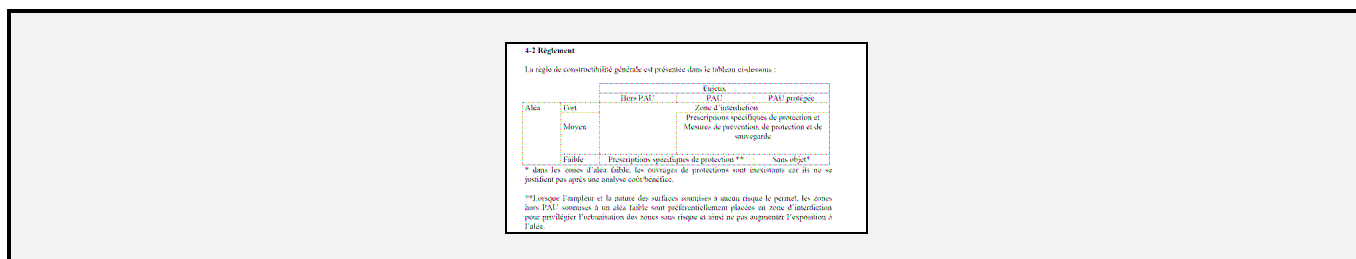 4-2 Règlement
La règle de constructibilité générale est présentée dans le tableau ci-dessous :
Enjeux
Hors PAU PAU PAU protégée
Aléa Fort Zone d'interdiction
Moyen Prescriptions spécifiques de protection et
Mesures de prévention, de protection et de
sauvegarde
Faible Prescriptions spécifiques de protection ** Sans objet*
* dans les zones d'aléa faible, les ouvrages de protections sont inexistants car ils ne se
justifient pas après une analyse coût/bénéfice.
**Lorsque l'ampleur et la nature des surfaces soumises à aucun risque le permet, les zones
hors PAU soumises à un aléa faible sont préférentiellement placées en zone d'interdiction
pour privilégier l'urbanisation des zones sans risque et ainsi ne pas augmenter l'exposition à
l'aléa.